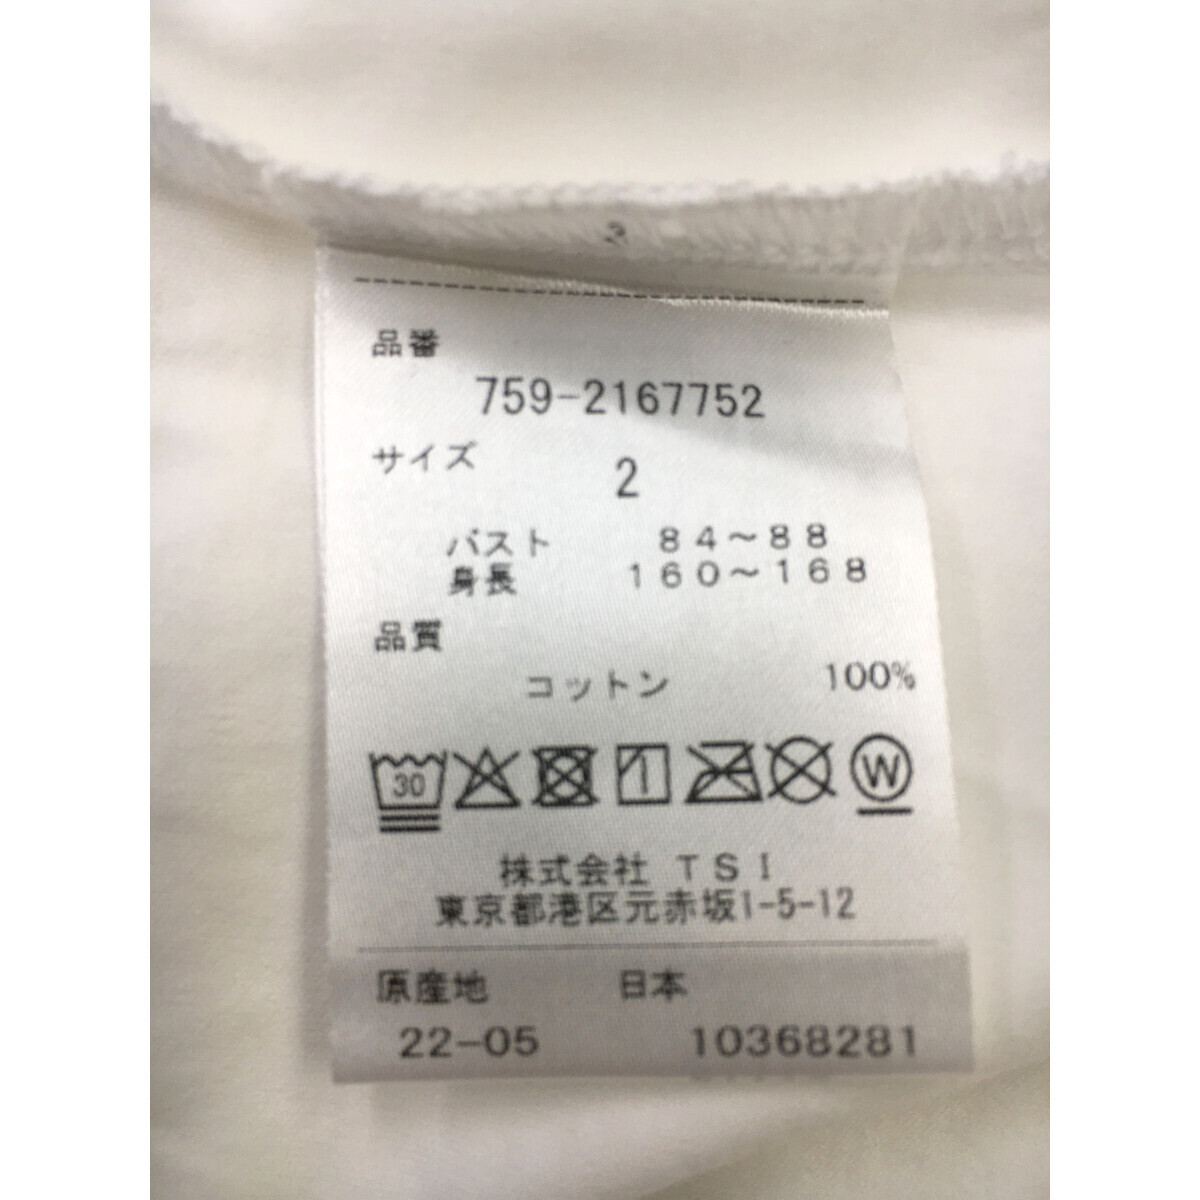 品番
759-2167752
サイズ 2
バスト 84〜88
身長 160〜168
品質
コットン 100%
30 W
株式会社 TSI
東京都港区元赤坂1-5-12
原産地 日本
22-05 10368281